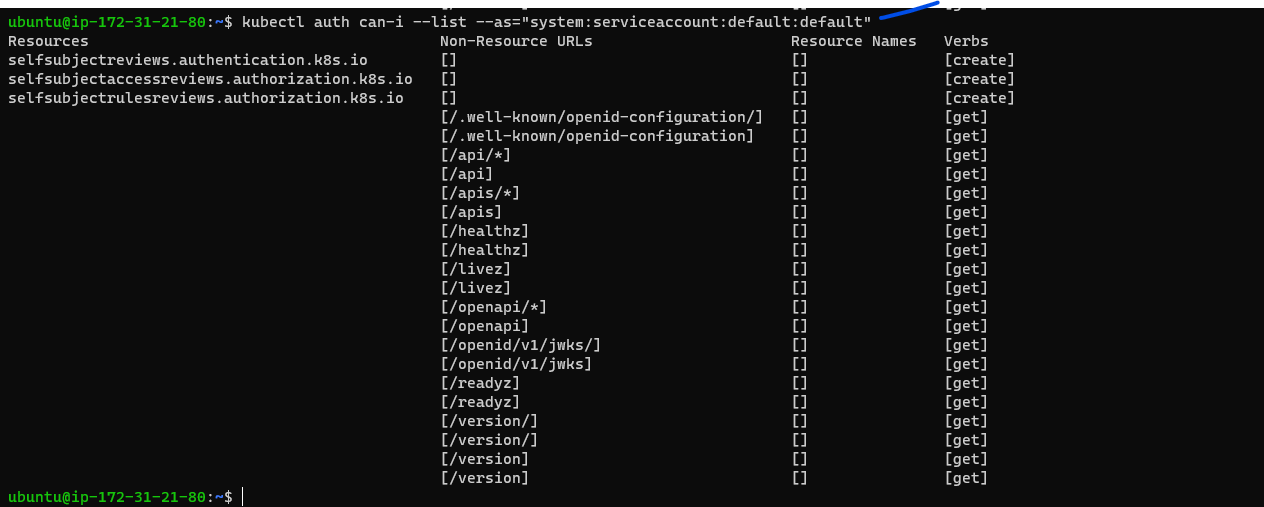 [get]
ubuntu@ip-172-31-21-80:~$ kubectl auth can-i --list --as="system:serviceaccount:default:default"
Resources Non-Resource URLs Resource Names Verbs
selfsubjectreviews.authentication.k8s.io [] [] [create]
selfsubjectaccessreviews.authorization.k8s.io [] [] [create]
selfsubjectrulesreviews.authorization.k8s.io [] [] [create]
[/.well-known/openid-configuration/] [] [get]
[/.well-known/openid-configuration] [] [get]
[/api/*] [] [get]
[/api] [] [get]
[/apis/*] [] [get]
[/apis] [] [get]
[/healthz] [] [get]
[/healthz] [] [get]
[/livez] [] [get]
[/livez] [] [get]
[/openapi/*] [] [get]
[/openapi] [] [get]
[/openid/v1/jwks/] [] [get]
[/openid/v1/jwks] [] [get]
[/readyz] [] [get]
[/readyz] [] [get]
[/version/] [] [get]
[/version/] [] [get]
[/version] [] [get]
[/version] [] [get]
ubuntu@ip-172-31-21-80:~$